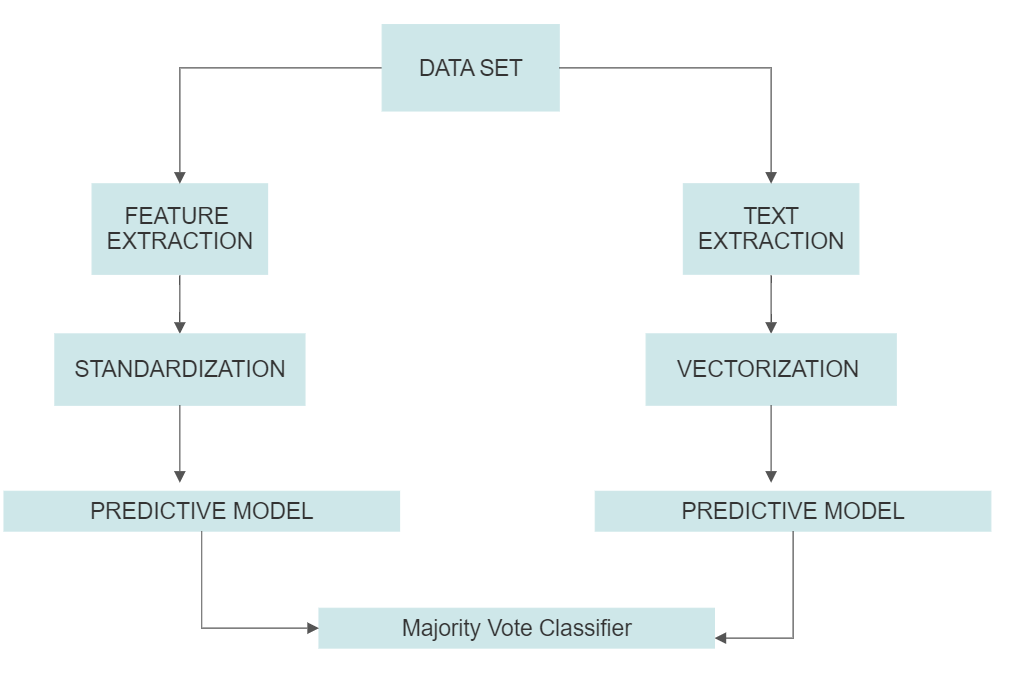 DATA SET
FEATURE
EXTRACTION
TEXT
EXTRACTION
STANDARDIZATION
VECTORIZATION
PREDICTIVE MODEL
PREDICTIVE MODEL
Majority Vote Classifier